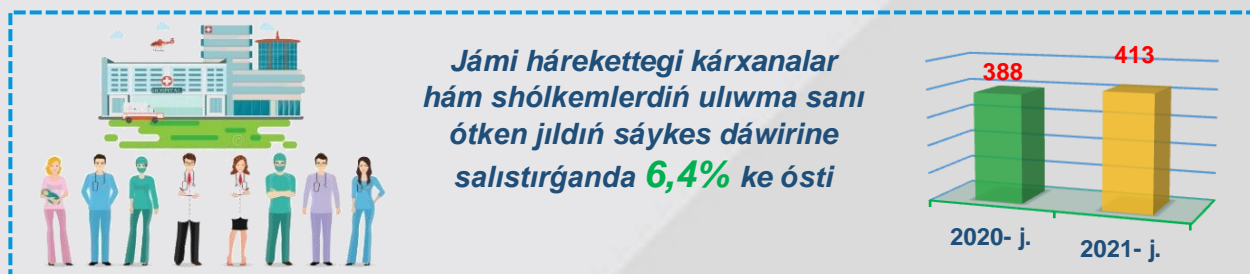 HOSPITAL
Jámi hárekettegi kárxanalar
hám shólkemlerdiń ulıwma sanı
ótken jıldıń sáykes dáwirine
salıstırǵanda 6,4% ke ósti
388
413
2020- j.
2021- j.